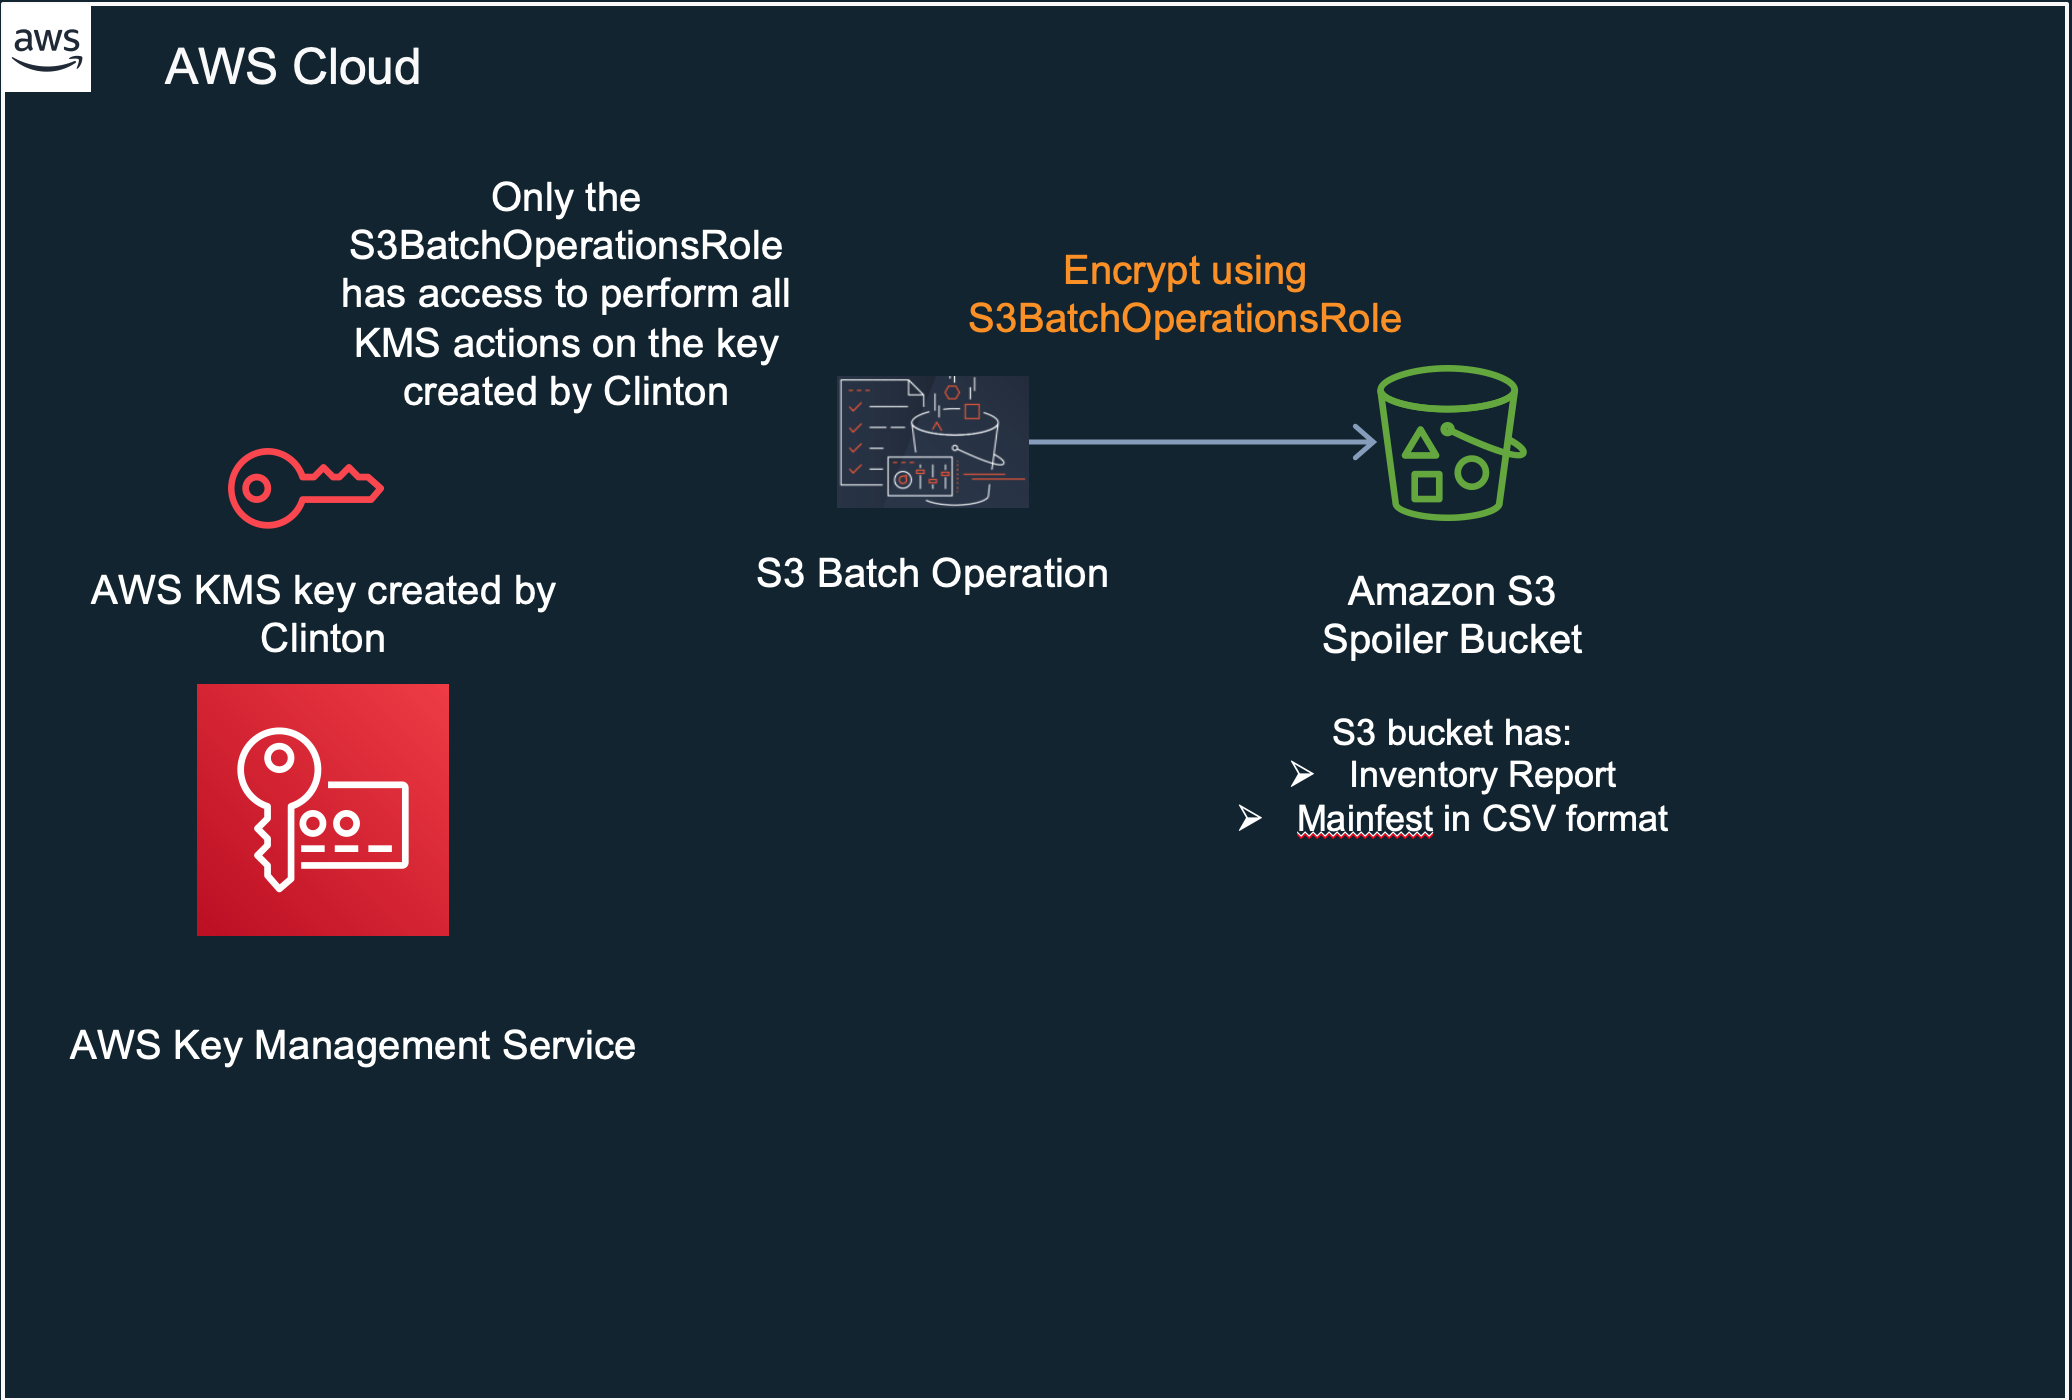 aws
AWS Cloud
Only the
S3BatchOperationsRole
has access to perform all
KMS actions on the key
created by Clinton
Encrypt using
S3BatchOperationsRole
AWS KMS key created by
Clinton
S3 Batch Operation
Amazon S3
Spoiler Bucket
S3 bucket has:
➢ Inventory Report
➢ Mainfest in CSV format
AWS Key Management Service